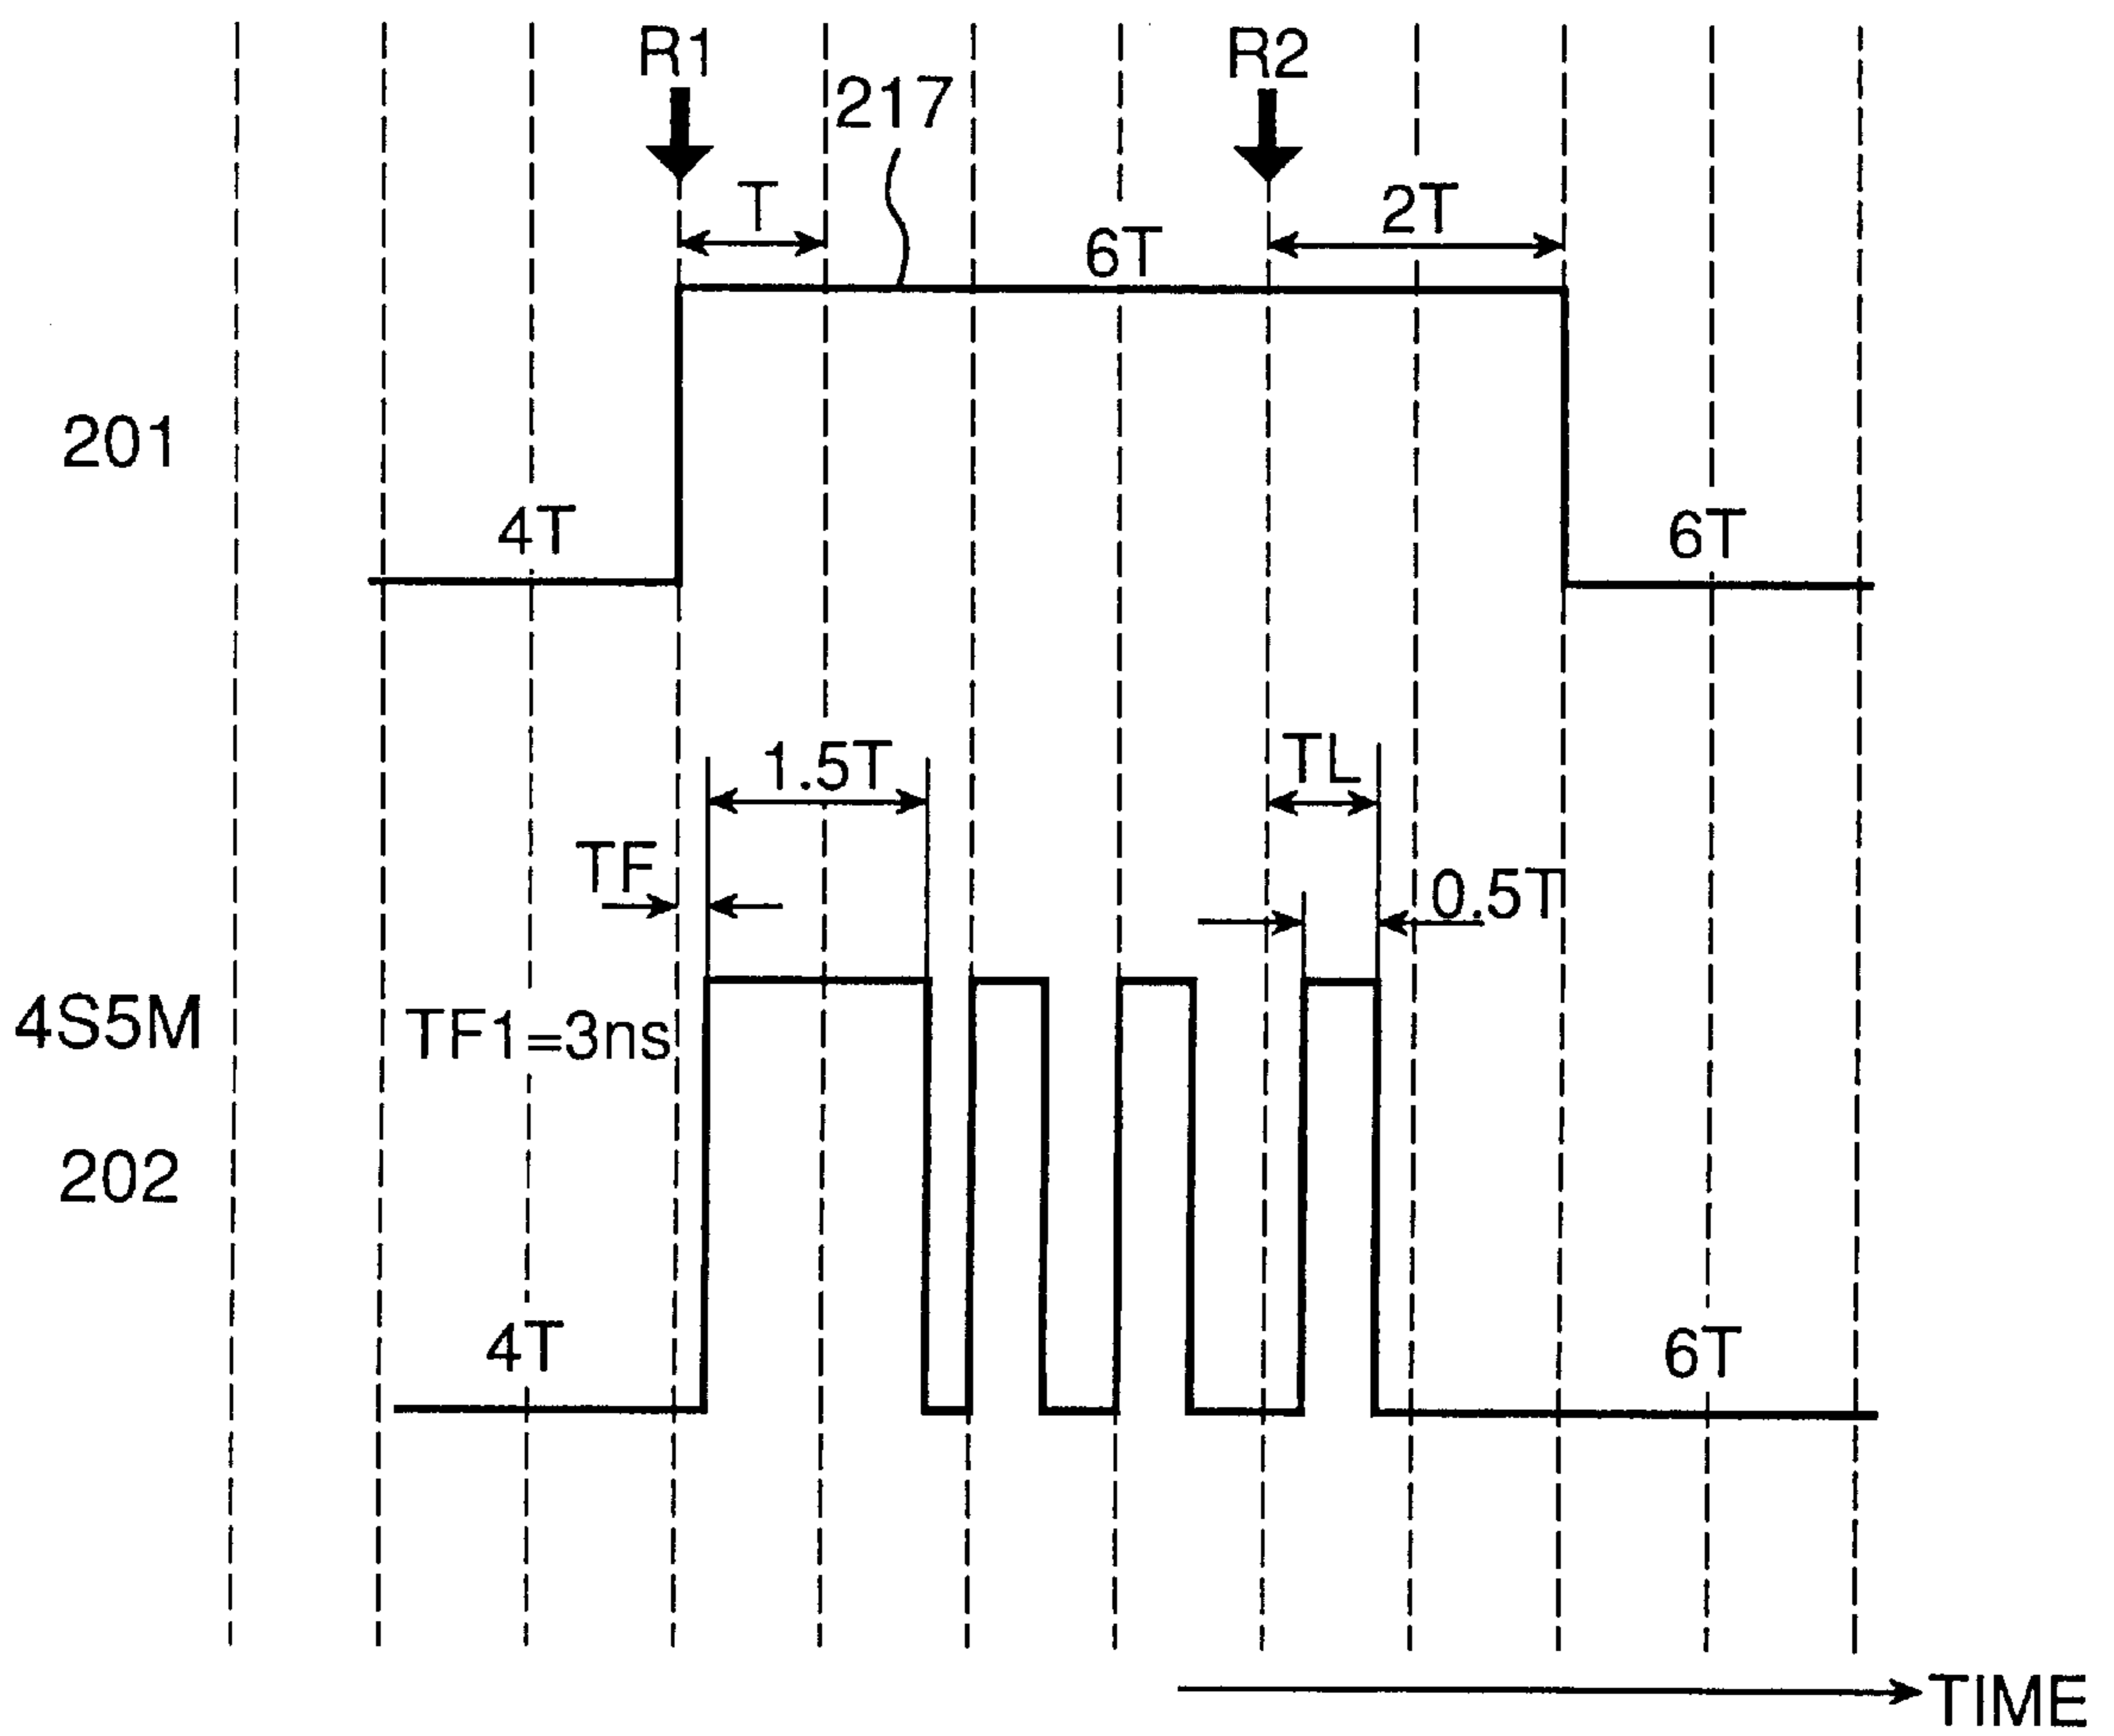 R1
R2
217
T
2T
6T
201
4T
6T
1.5T
TL
TF
0.5T
4S5M
TF1=3ns
202
4T
6T
TIME